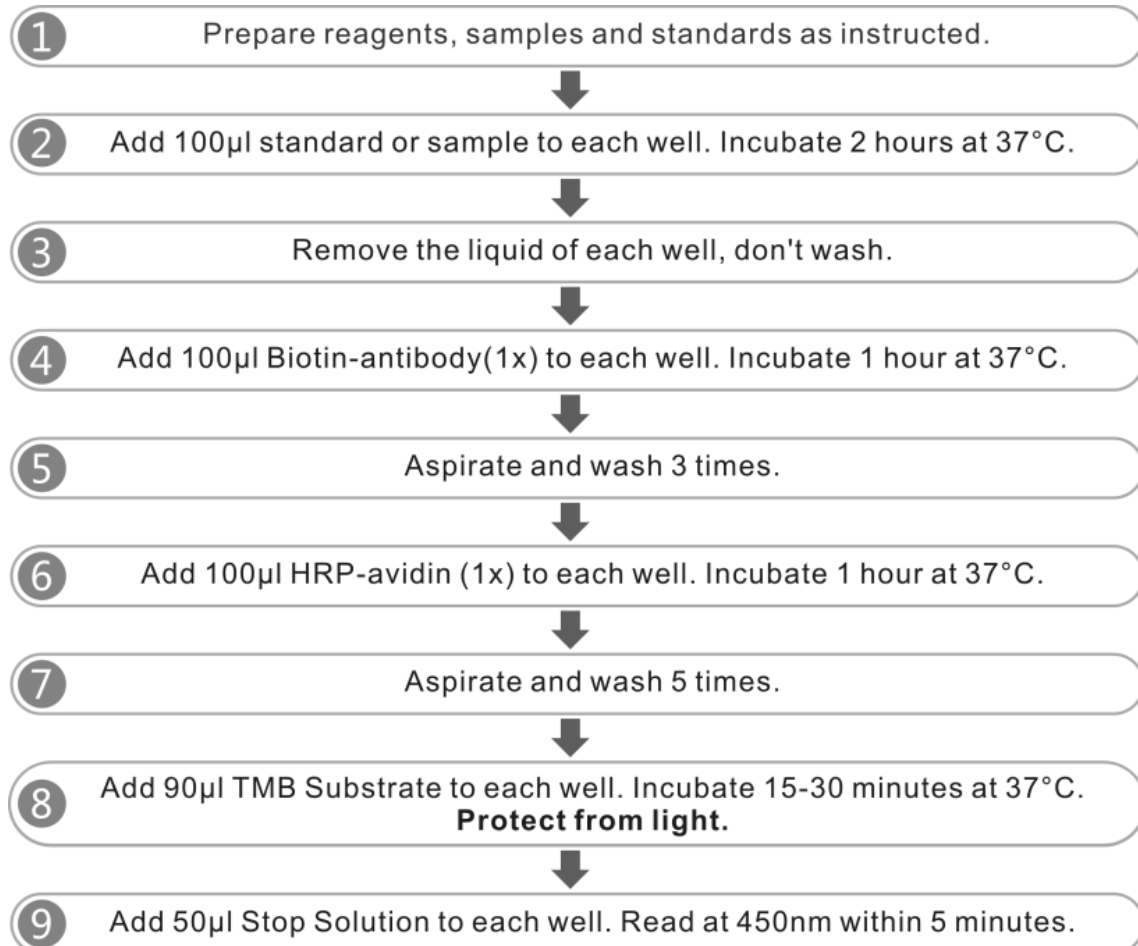 1 Prepare reagents, samples and standards as instructed.
2 Add 100µl standard or sample to each well. Incubate 2 hours at 37°C.
3 Remove the liquid of each well, don't wash.
4 Add 100µl Biotin-antibody(1x) to each well. Incubate 1 hour at 37°C.
5 Aspirate and wash 3 times.
6 Add 100µl HRP-avidin (1x) to each well. Incubate 1 hour at 37°C.
7 Aspirate and wash 5 times.
8 Add 90µl TMB Substrate to each well. Incubate 15-30 minutes at 37°C.
Protect from light.
9 Add 50µl Stop Solution to each well. Read at 450nm within 5 minutes.